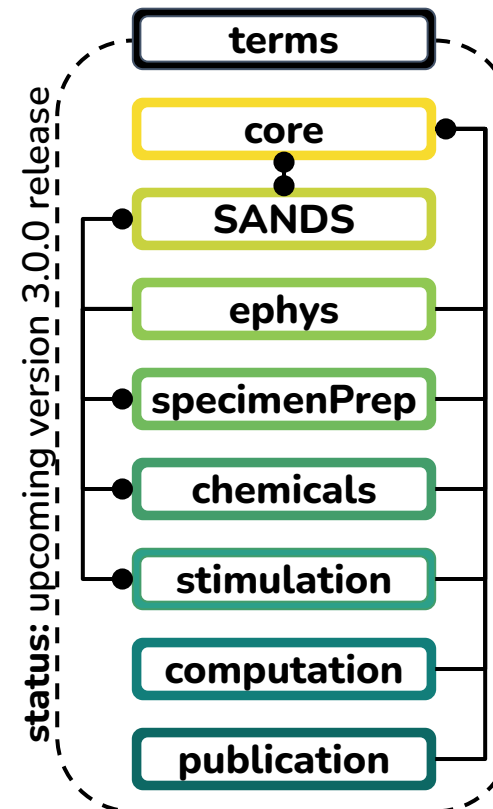 terms
core
SANDS
ephys
specimenPrep
chemicals
stimulation
computation
publication
status: upcoming version 3.0.0 release